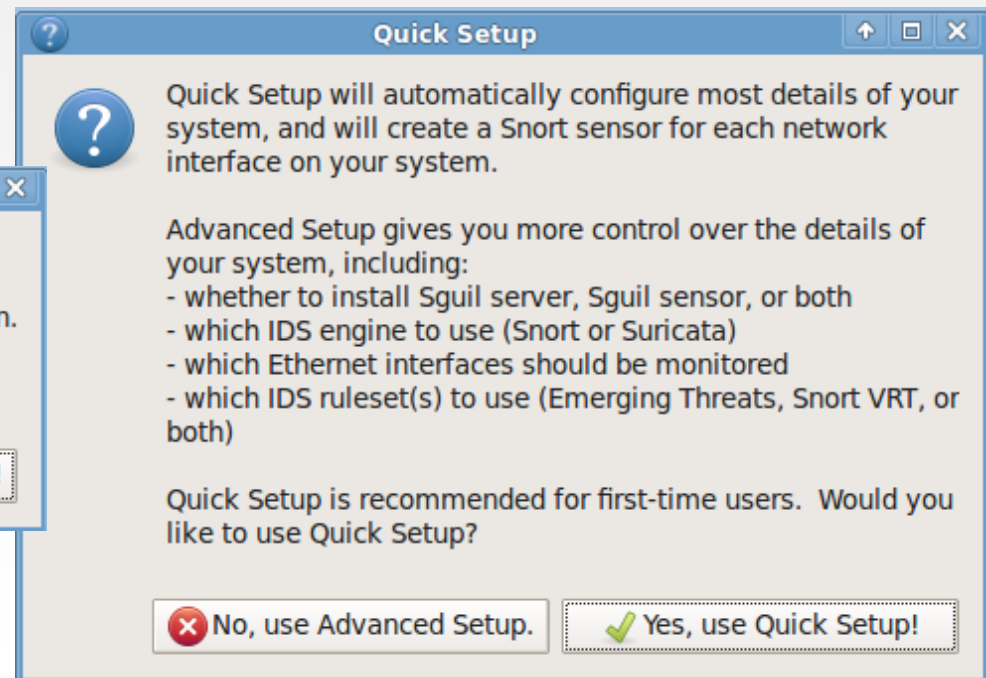 Quick Setup
Quick Setup will automatically configure most details of your
system, and will create a Snort sensor for each network
interface on your system.
Advanced Setup gives you more control over the details of
your system, including:
- whether to install Sguil server, Sguil sensor, or both
- which IDS engine to use (Snort or Suricata)
- which Ethernet interfaces should be monitored
- which IDS ruleset(s) to use (Emerging Threats, Snort VRT, or
both)
Quick Setup is recommended for first-time users.  Would you
like to use Quick Setup?
No, use Advanced Setup.
Yes, use Quick Setup!